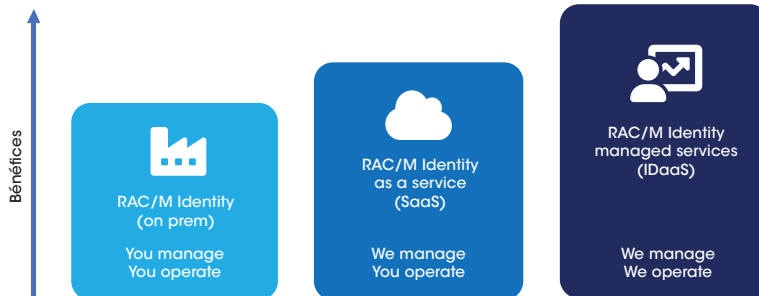 Bénéfices
RAC/M Identity
(on prem)
You manage
You operate
RAC/M Identity
as a service
(SaaS)
We manage
You operate
RAC/M Identity
managed services
(IDaaS)
We manage
We operate